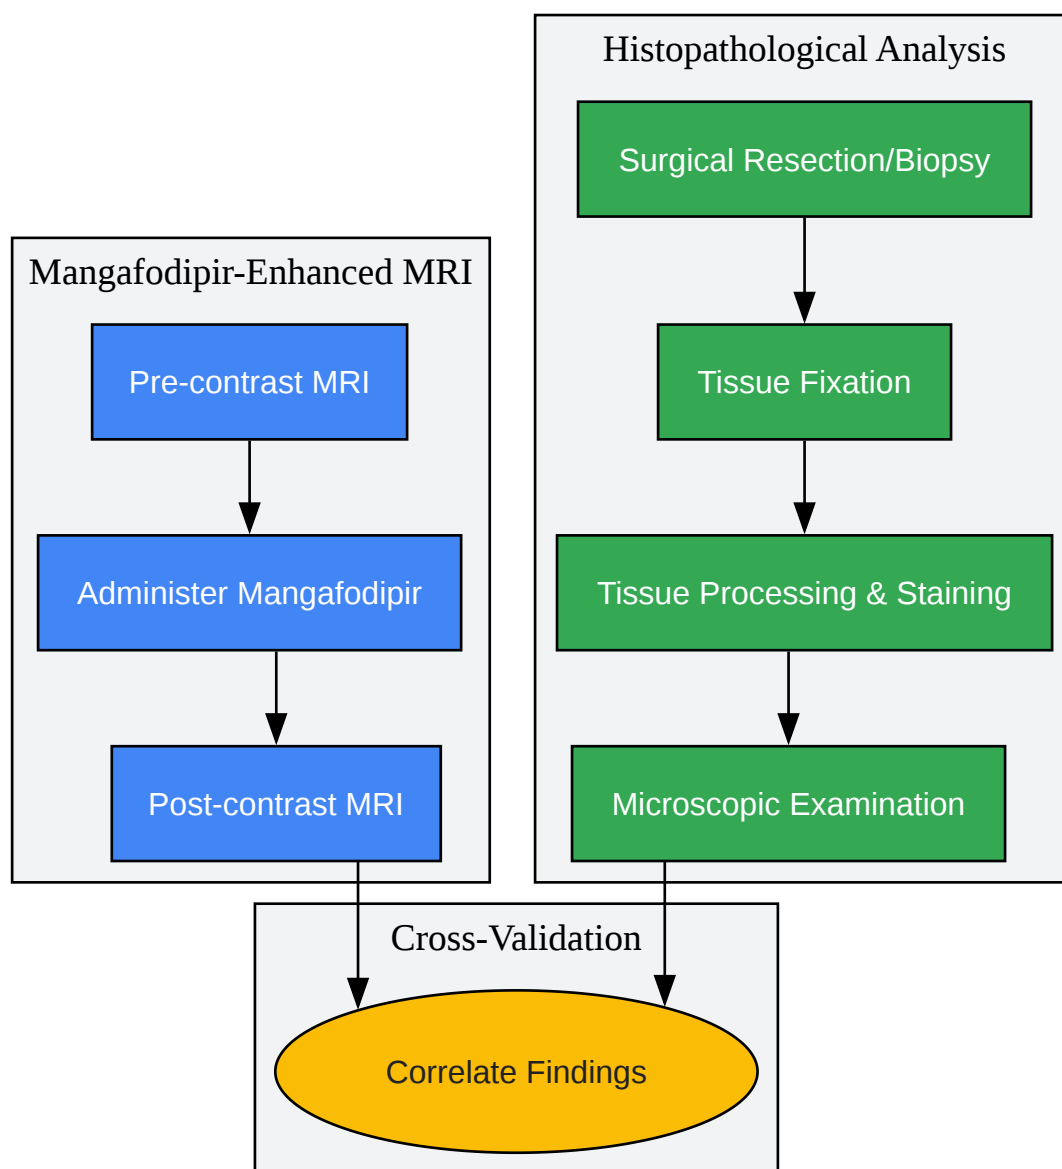 Histopathological Analysis
Surgical Resection/Biopsy
Tissue Fixation
Tissue Processing & Staining
Microscopic Examination
Mangafodipir-Enhanced MRI
Pre-contrast MRI
Administer Mangafodipir
Post-contrast MRI
Cross-Validation
Correlate Findings